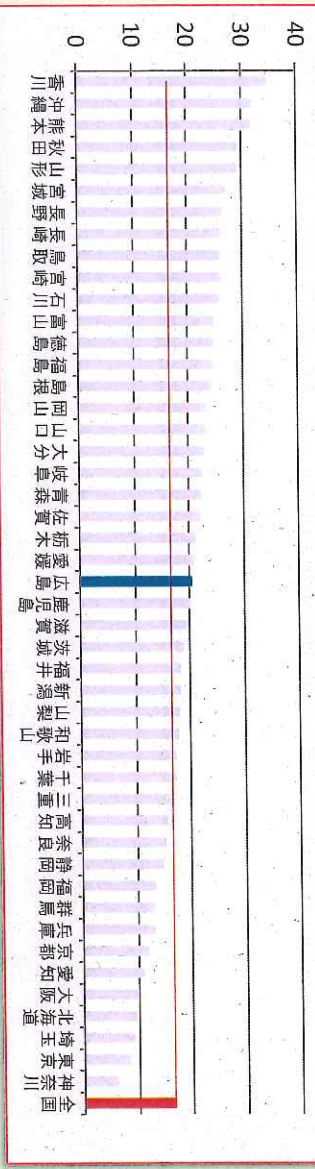 40
30
20
10
0
香川
沖縄
熊本
秋田
山形
宮城
長野
長崎
鳥取
宮崎
石川
富山
徳島
福島
島根
岡山
山口
大分
岐阜
青森
佐賀
栃木
愛媛
広島
鹿児島
滋賀
茨城
福井
新潟
山梨
和歌山
岩手
千葉
三重
高知
奈良
静岡
福岡
群馬
兵庫
京都
愛知
大阪
北海道
埼玉
東京
神奈川
全国